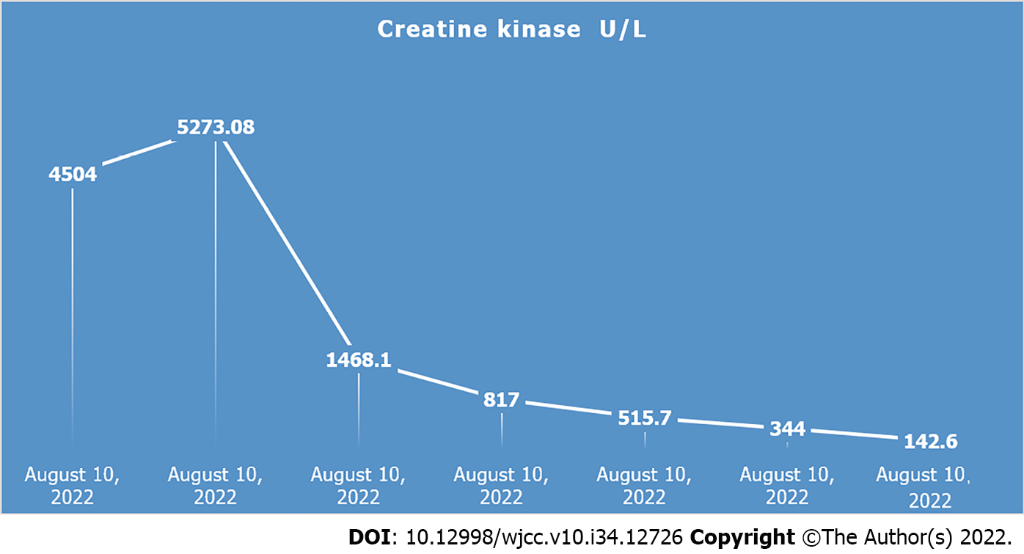 Creatine kinase U/L
5273.08
4504
1468.1
817
515.7
344
142.6
August 10,
2022
August 10,
2022
August 10,
2022
August 10,
2022
August 10,
2022
August 10,
2022
August 10,
2022
DOI: 10.12998/wjcc.v10.i34.12726 Copyright ©The Author(s) 2022.